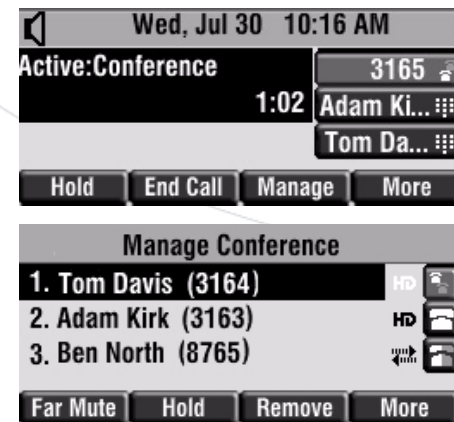 Wed, Jul 30 10:16 AM
Active:Conference
3165
1:02
Adam Ki...
Tom Da...
Hold End Call Manage More
Manage Conference
1. Tom Davis (3164) HD
2. Adam Kirk (3163) HD
3. Ben North (8765)
Far Mute Hold Remove More